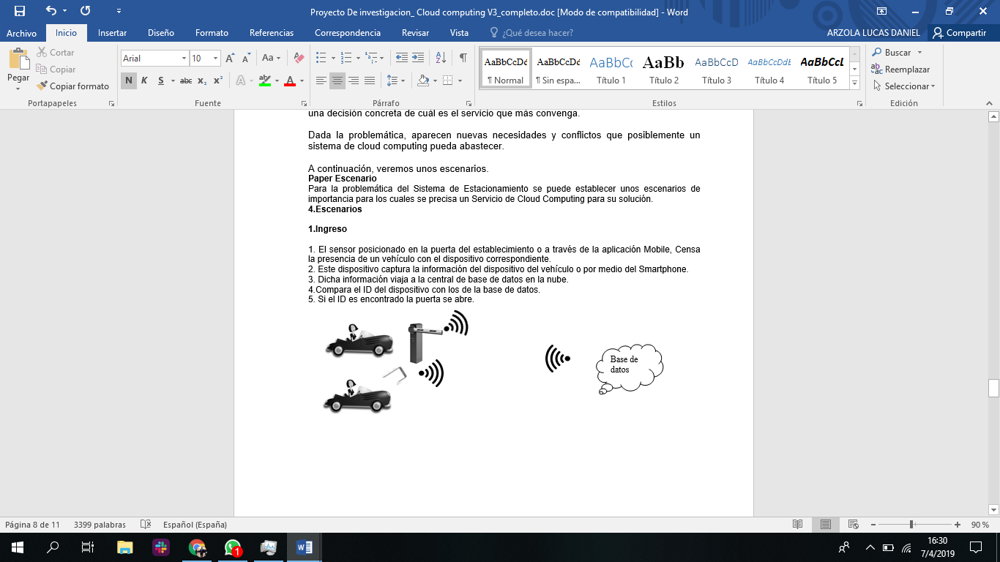 Proyecto De investigacion_ Cloud computing V3_completo.doc [Modo de compatibilidad] - Word
Archivo Inicio Insertar Diseño Formato Referencias Correspondencia Revisar Vista ¿Qué desea hacer? ARZOLA LUCAS DANIEL Compartir
Pegar
Cortar
Copiar
Copiar formato
Portapapeles
Arial 10
Aa
N K S abc x₂ x²
Fuente
Párrafo
AaBbCcDd AaBbCcDd AaBbCc AaBb AaBbCcD AaBbCcDdE AaBbCcL
¶ Normal ¶ Sin espa... Título 1 Título 2 Título 3 Título 4 Título 5
Estilos
Buscar
Reemplazar
Seleccionar
Edición
una decisión concreta de cuál es el servicio que más convenga.
Dada la problemática, aparecen nuevas necesidades y conflictos que posiblemente un
sistema de cloud computing pueda abastecer.
A continuación, veremos unos escenarios.
Paper Escenario
Para la problemática del Sistema de Estacionamiento se puede establecer unos escenarios de
importancia para los cuales se precisa un Servicio de Cloud Computing para su solución.
4.Escenarios
1.Ingreso
1. El sensor posicionado en la puerta del establecimiento o a través de la aplicación Mobile, Censa
la presencia de un vehículo con el dispositivo correspondiente.
2. Este dispositivo captura la información del dispositivo del vehículo o por medio del Smartphone.
3. Dicha información viaja a la central de base de datos en la nube.
4.Compara el ID del dispositivo con los de la base de datos.
5. Si el ID es encontrado la puerta se abre.
Base de
datos
Página 8 de 11 3399 palabras Español (España) 90 %
1
16:30
7/4/2019